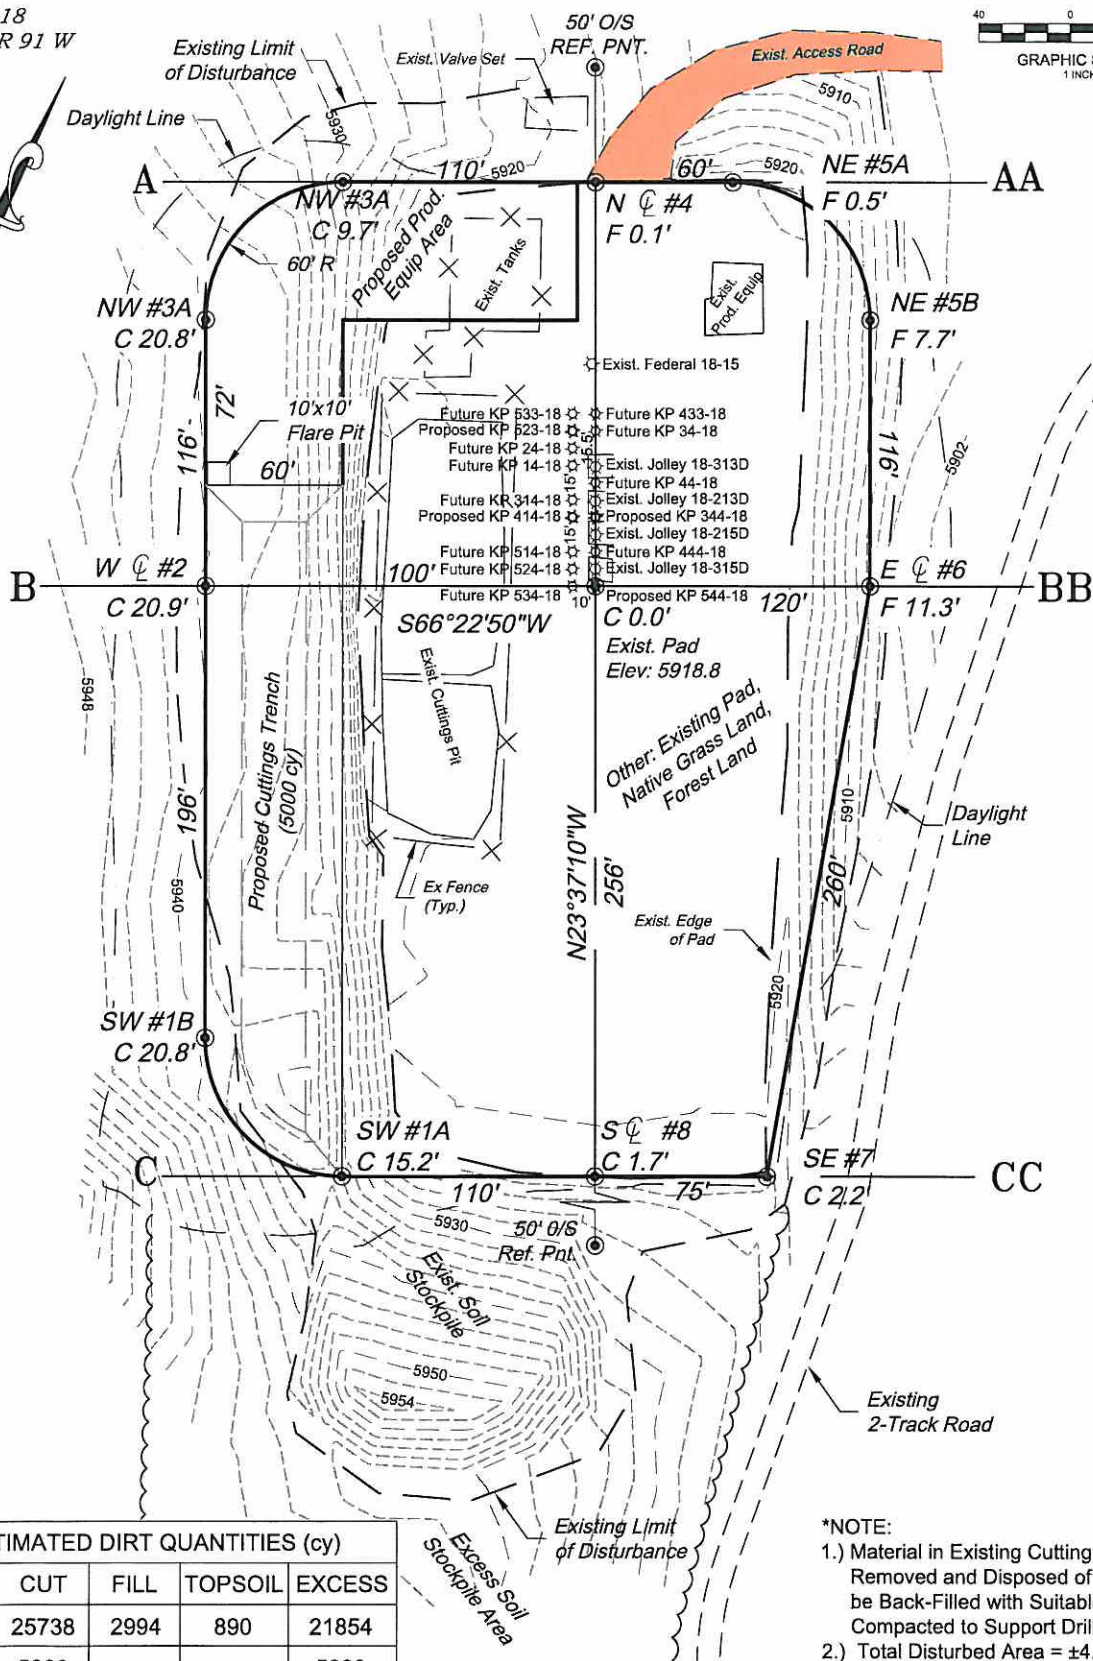 18
R 91 W
Existing Limit
of Disturbance
Daylight Line
Exist. Valve Set
50' O/S
REF. PNT.
Exist. Access Road
40
0
GRAPHIC
1 INCH
5930
5920
5910
5920
A
110'
60'
AA
NW #3A
C 9.7'
N ℄ #4
F 0.1'
NE #5A
F 0.5'
60' R
Proposed Prod.
Equip Area
Exist. Tanks
Exist.
Prod. Equip
NW #3A
C 20.8'
NE #5B
F 7.7'
Exist. Federal 18-15
72'
116'
10'x10'
Flare Pit
60'
Future KP 533-18
Future KP 433-18
Proposed KP 523-18
Future KP 34-18
Future KP 24-18
15.5'
Future KP 14-18
Exist. Jolley 18-313D
15'
Future KP 44-18
Future KP 314-18
Exist. Jolley 18-213D
Proposed KP 414-18
Proposed KP 344-18
15'
Exist. Jolley 18-215D
Future KP 514-18
Future KP 444-18
Future KP 524-18
Exist. Jolley 18-315D
Future KP 534-18
10'
Proposed KP 544-18
116'
5902
B
W ℄ #2
C 20.9'
100'
S66°22'50"W
C 0.0'
Exist. Pad
Elev: 5918.8
120'
E ℄ #6
F 11.3'
BB
5948
Exist. Cuttings Pit
Other: Existing Pad,
Native Grass Land,
Forest Land
Proposed Cuttings Trench
(5000 cy)
196'
5910
Daylight
Line
5940
Ex Fence
(Typ.)
N23°37'10"W
256'
260'
Exist. Edge
of Pad
5920
SW #1B
C 20.8'
SW #1A
C 15.2'
S ℄ #8
C 1.7'
SE #7
C 2.2'
C
110'
75'
CC
5930
50' O/S
Ref. Pnt.
Exist. Soil
Stockpile
5950
5954
Existing
2-Track Road
Existing Limit
of Disturbance
Excess Soil
Stockpile Area
TIMATED DIRT QUANTITIES (cy)
CUT FILL TOPSOIL EXCESS
25738 2994 890 21854
*NOTE:
1.) Material in Existing Cutting
Removed and Disposed of
be Back-Filled with Suitabl
Compacted to Support Dril
2.) Total Disturbed Area = ±4.